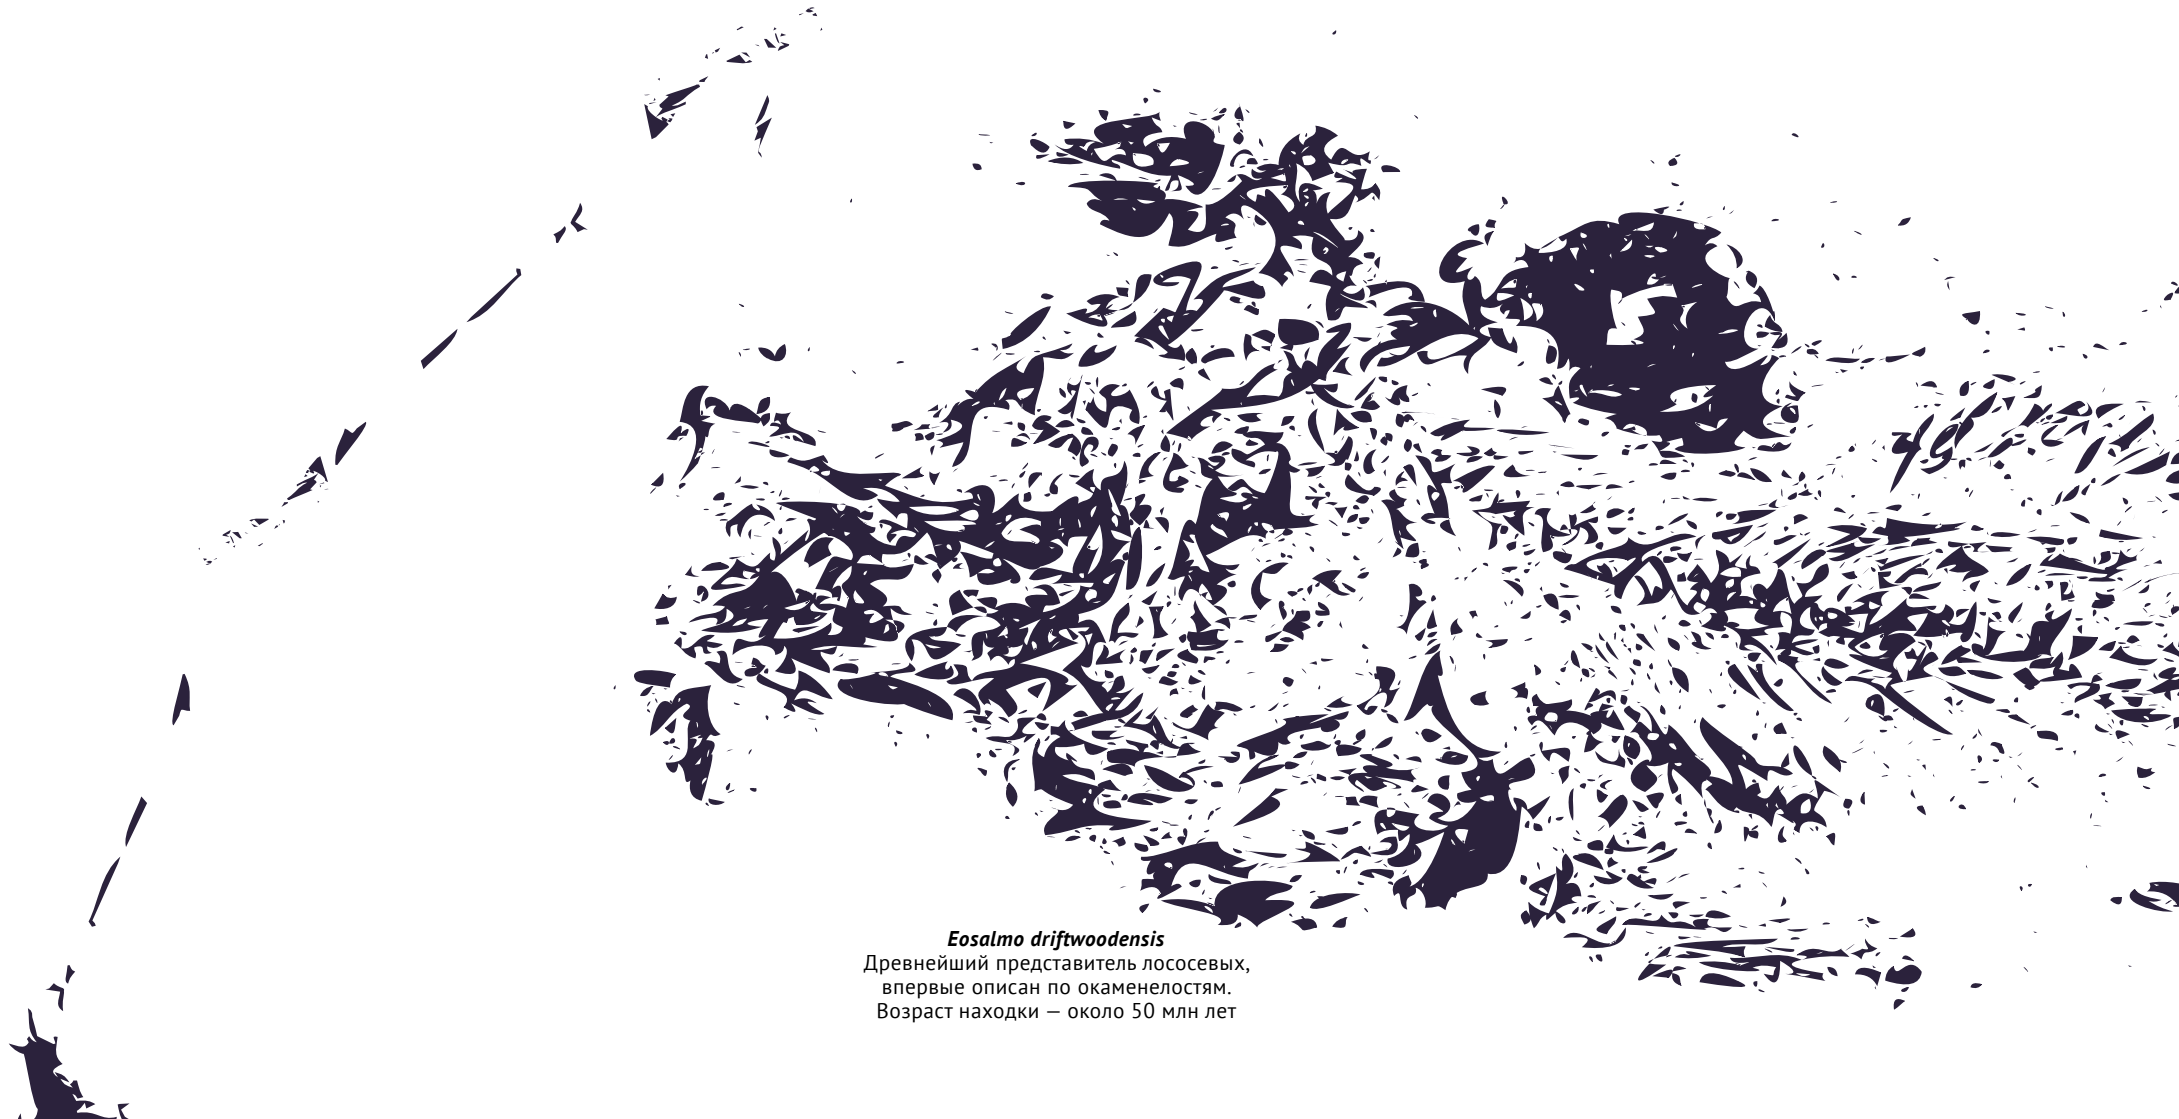 Eosalmo driftwoodensis
Древнейший представитель лососевых,
впервые описан по окаменелостям.
Возраст находки — около 50 млн лет